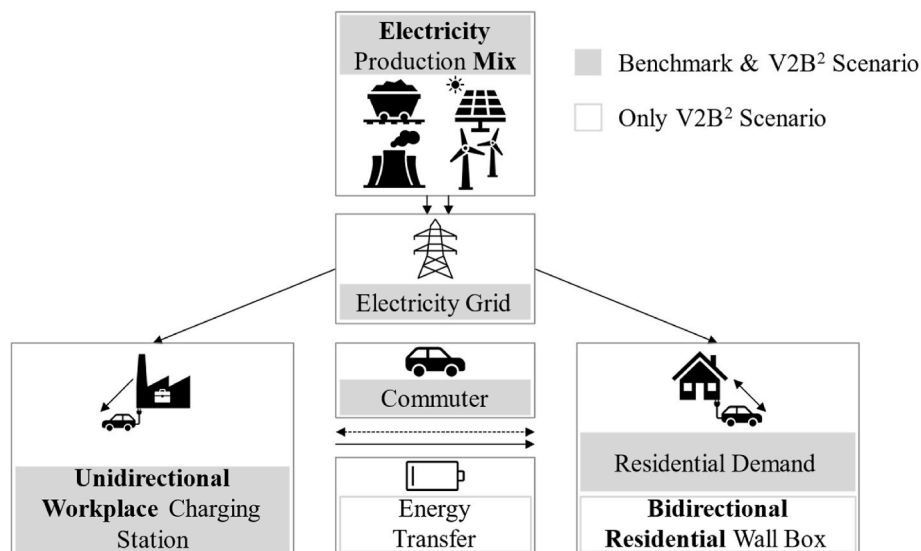 Electricity
Production Mix
Benchmark & V2B² Scenario
Only V2B² Scenario
Electricity Grid
Commuter
Unidirectional
Workplace Charging
Station
Energy
Transfer
Residential Demand
Bidirectional
Residential Wall Box